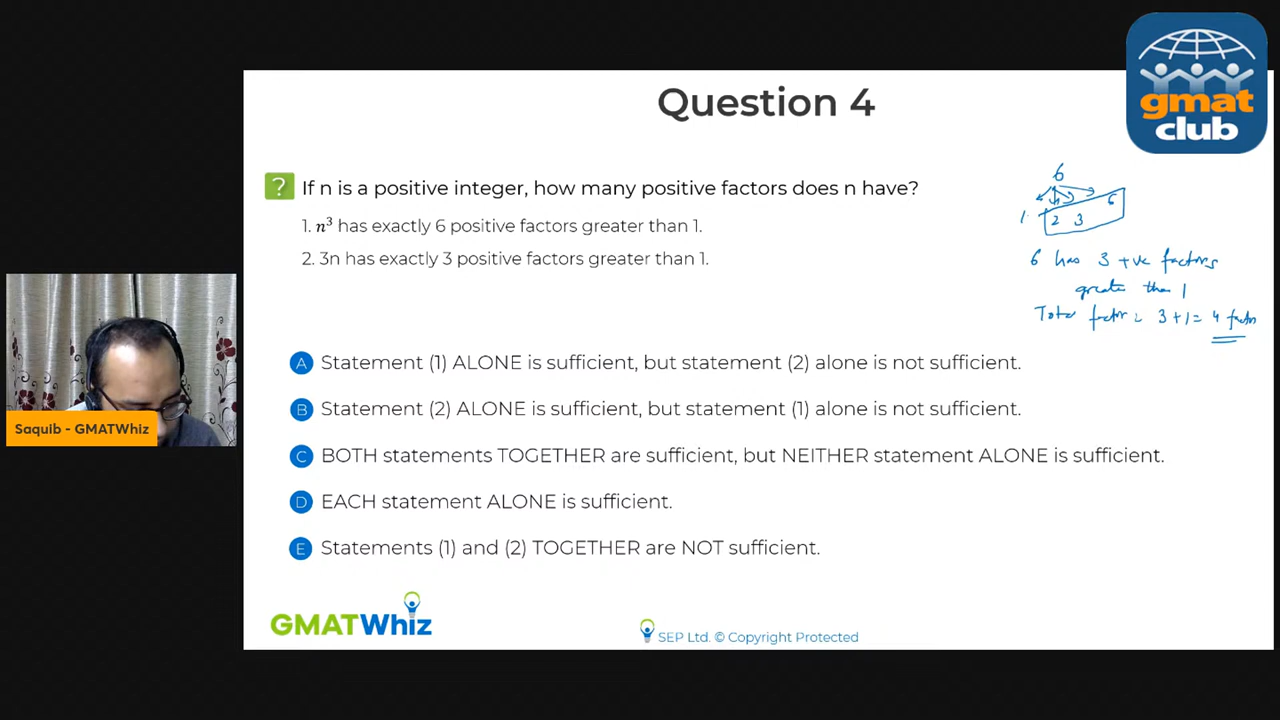 gmat
club
Question 4
? If n is a positive integer, how many positive factors does n have?
1. n³ has exactly 6 positive factors greater than 1.
2. 3n has exactly 3 positive factors greater than 1.
6
1 2 3 6
6 has 3 +ve factors
greater than 1
Total factor = 3+1= 4 factor
A Statement (1) ALONE is sufficient, but statement (2) alone is not sufficient.
B Statement (2) ALONE is sufficient, but statement (1) alone is not sufficient.
C BOTH statements TOGETHER are sufficient, but NEITHER statement ALONE is sufficient.
D EACH statement ALONE is sufficient.
E Statements (1) and (2) TOGETHER are NOT sufficient.
Saquib - GMATWhiz
GMATWhiz
SEP Ltd. © Copyright Protected